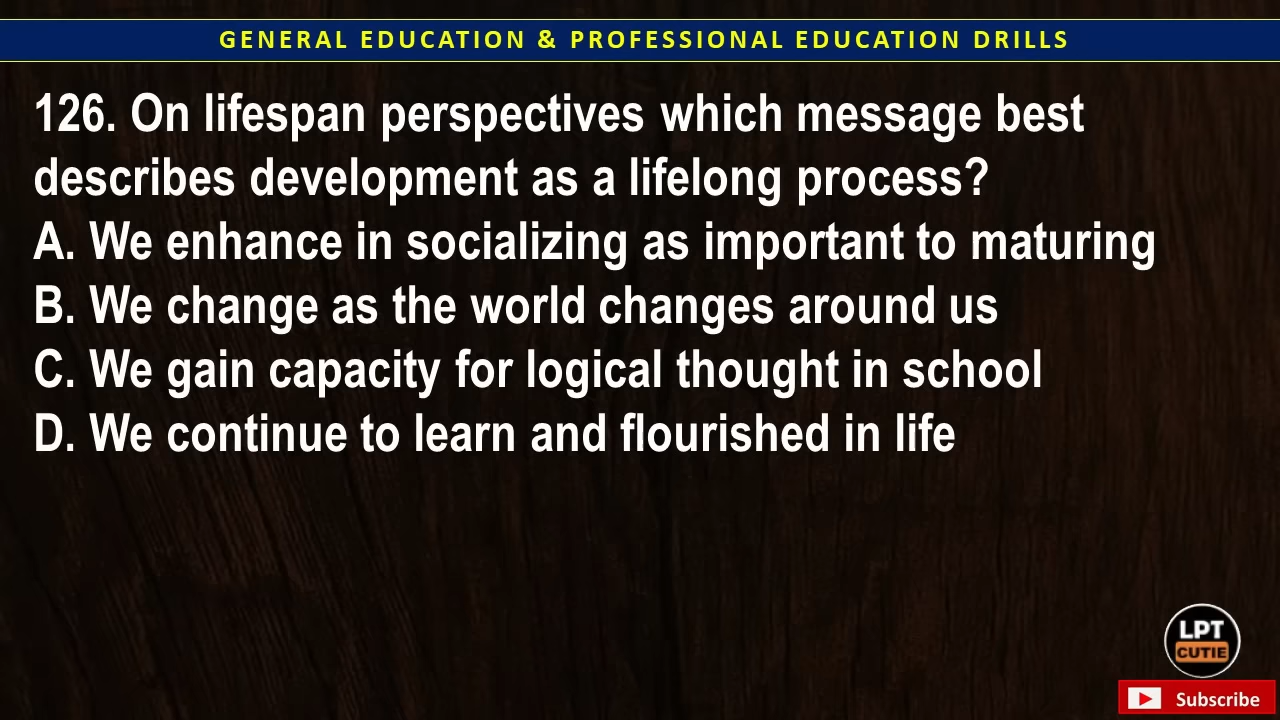 GENERAL EDUCATION & PROFESSIONAL EDUCATION DRILLS
126. On lifespan perspectives which message best
describes development as a lifelong process?
A. We enhance in socializing as important to maturing
B. We change as the world changes around us
C. We gain capacity for logical thought in school
D. We continue to learn and flourished in life
LPT
CUTIE
Subscribe